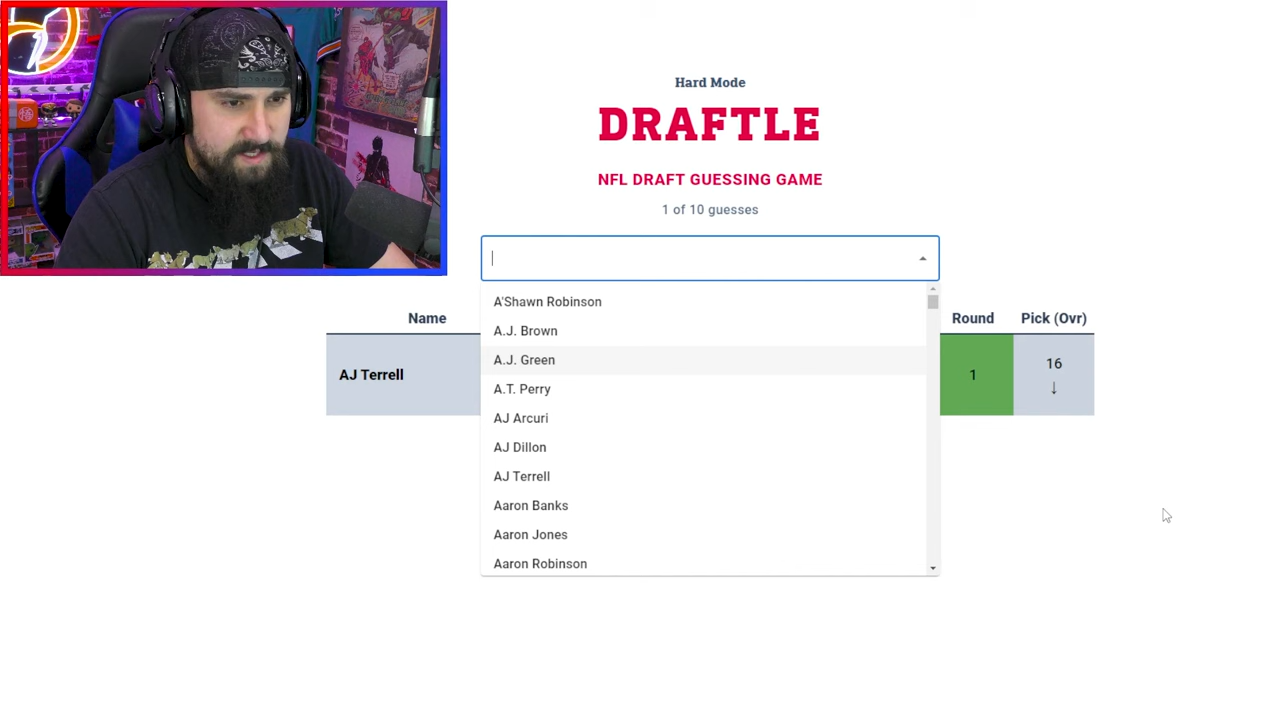 Hard Mode
DRAFTLE
NFL DRAFT GUESSING GAME
1 of 10 guesses
A'Shawn Robinson
A.J. Brown
A.J. Green
A.T. Perry
AJ Arcuri
AJ Dillon
AJ Terrell
Aaron Banks
Aaron Jones
Aaron Robinson
Name Round Pick (Ovr)
AJ Terrell 1 16
↓